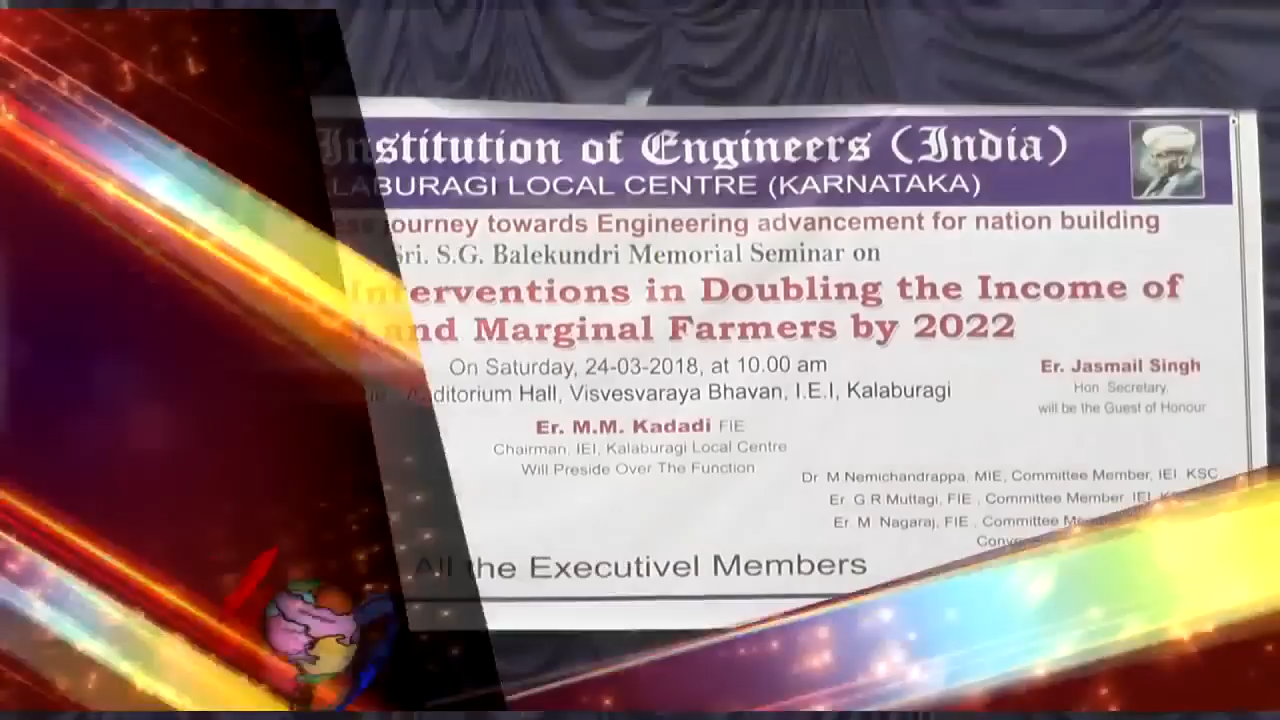 Institution of Engineers (India)
LABURAGI LOCAL CENTRE (KARNATAKA)
ess journey towards Engineering advancement for nation building
Sri. S.G. Balekundri Memorial Seminar on
Interventions in Doubling the Income of
and Marginal Farmers by 2022
On Saturday, 24-03-2018, at 10.00 am
Auditorium Hall, Visvesvaraya Bhavan, I.E.I, Kalaburagi
Er. Jasmail Singh
Hon. Secretary,
will be the Guest of Honour
Er. M.M. Kadadi FIE
Chairman, IEI, Kalaburagi Local Centre
Will Preside Over The Function
Dr. M Nemichandrappa, MIE, Committee Member, IEI. KSC
Er. G R Muttagi, FIE , Committee Member, IEI,
Er. M. Nagaraj, FIE , Committee
All the Executivel Members